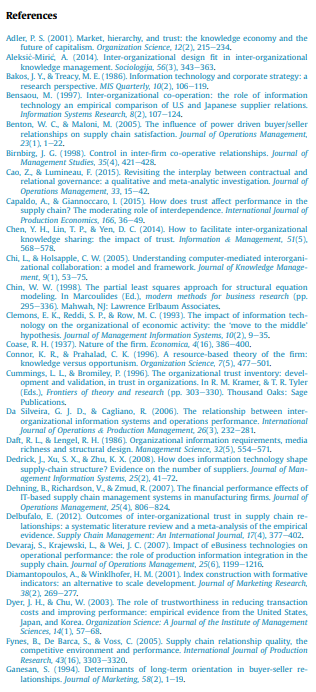 References
Adler, P. S. (2001). Market, hierarchy, and trust: the knowledge economy and the
future of capitalism. Organization Science, 12(2), 215–234.
Aleksić-Mirić, A. (2014). Inter-organizational design fit in inter-organizational
knowledge management. Sociologija, 56(3), 343–363.
Bakos, J. Y., & Treacy, M. E. (1986). Information technology and corporate strategy: a
research perspective. MIS Quarterly, 10(2), 106–119.
Bensaou, M. (1997). Inter-organizational co-operation: the role of information
technology an empirical comparison of U.S and Japanese supplier relations.
Information Systems Research, 8(2), 107–124.
Benton, W. C., & Maloni, M. (2005). The influence of power driven buyer/seller
relationships on supply chain satisfaction. Journal of Operations Management,
23(1), 1–22.
Birnbirg, J. G. (1998). Control in inter-firm co-operative relationships. Journal of
Management Studies, 35(4), 421–428.
Cao, Z., & Lumineau, F. (2015). Revisiting the interplay between contractual and
relational governance: a qualitative and meta-analytic investigation. Journal of
Operations Management, 33, 15–42.
Capaldo, A., & Giannoccaro, I. (2015). How does trust affect performance in the
supply chain? The moderating role of interdependence. International Journal of
Production Economics, 166, 36–49.
Chen, Y. H., Lin, T. P., & Yen, D. C. (2014). How to facilitate inter-organizational
knowledge sharing: the impact of trust. Information & Management, 51(5),
568–578.
Chi, L., & Holsapple, C. W. (2005). Understanding computer-mediated interorgani-
zational collaboration: a model and framework. Journal of Knowledge Manage-
ment, 9(1), 53–75.
Chin, W. W. (1998). The partial least squares approach for structural equation
modeling. In Marcoulides (Ed.), modern methods for business research (pp.
295–336). Mahwah, NJ: Lawrence Erlbaum Associates.
Clemons, E. K., Reddi, S. P., & Row, M. C. (1993). The impact of information tech-
nology on the organization of economic activity: the 'move to the middle'
hypothesis. Journal of Management Information Systems, 10(2), 9–35.
Coase, R. H. (1937). Nature of the firm. Economica, 4(16), 386–400.
Connor, K. R., & Prahalad, C. K. (1996). A resource-based theory of the firm:
knowledge versus opportunism. Organization Science, 7(5), 477–501.
Cummings, L. L., & Bromiley, P. (1996). The organizational trust inventory: devel-
opment and validation, in trust in organizations. In R. M. Kramer, & T. R. Tyler
(Eds.), Frontiers of theory and research (pp. 303–330). Thousand Oaks: Sage
Publications.
Da Silveira, G. J. D., & Cagliano, R. (2006). The relationship between inter-
organizational information systems and operations performance. International
Journal of Operations & Production Management, 26(3), 232–281.
Daft, R. L., & Lengel, R. H. (1986). Organizational information requirements, media
richness and structural design. Management Science, 32(5), 554–571.
Dedrick, J., Xu, S. X., & Zhu, K. X. (2008). How does information technology shape
supply-chain structure? Evidence on the number of suppliers. Journal of Man-
agement Information Systems, 25(2), 41–72.
Dehning, B., Richardson, V., & Zmud, R. (2007). The financial performance effects of
IT-based supply chain management systems in manufacturing firms. Journal of
Operations Management, 25(4), 806–824.
Delbufalo, E. (2012). Outcomes of inter-organizational trust in supply chain re-
lationships: a systematic literature review and a meta-analysis of the empirical
evidence. Supply Chain Management: An International Journal, 17(4), 377–402.
Devaraj, S., Krajewski, L., & Wei, J. C. (2007). Impact of eBusiness technologies on
operational performance: the role of production information integration in the
supply chain. Journal of Operations Management, 25(6), 1199–1216.
Diamantopoulos, A., & Winklhofer, H. M. (2001). Index construction with formative
indicators: an alternative to scale development. Journal of Marketing Research,
38(2), 269–277.
Dyer, J. H., & Chu, W. (2003). The role of trustworthiness in reducing transaction
costs and improving performance: empirical evidence from the United States,
Japan, and Korea. Organization Science: A Journal of the Institute of Management
Sciences, 14(1), 57–68.
Fynes, B., De Barca, S., & Voss, C. (2005). Supply chain relationship quality, the
competitive environment and performance. International Journal of Production
Research, 43(16), 3303–3320.
Ganesan, S. (1994). Determinants of long-term orientation in buyer-seller re-
lationships. Journal of Marketing, 58(2), 1–19.